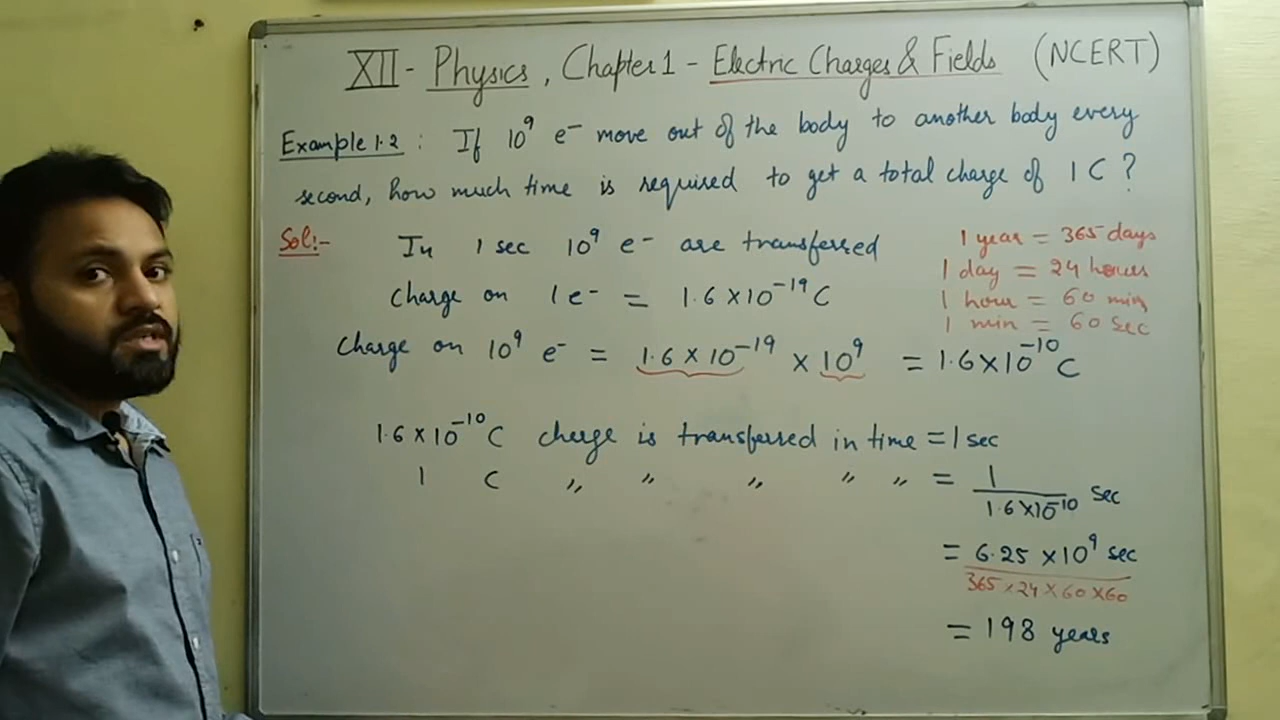 XII - Physics, Chapter 1 - Electric Charges & Fields (NCERT)
Example 1.2 : If 10⁹ e⁻ move out of the body to another body every
second, how much time is required to get a total charge of 1 C ?
Sol:- In 1 sec 10⁹ e⁻ are transferred
1 year = 365 days
1 day = 24 hours
1 hour = 60 min
1 min = 60 sec
charge on 1 e⁻ = 1.6 × 10⁻¹⁹ C
Charge on 10⁹ e⁻ = 1.6 × 10⁻¹⁹ × 10⁹ = 1.6 × 10⁻¹⁰ C
1.6 × 10⁻¹⁰ C charge is transferred in time = 1 sec
1 C ,, ,, ,, ,, ,, = 1 / 1.6 × 10⁻¹⁰ sec
= 6.25 × 10⁹ sec
365 × 24 × 60 × 60
= 198 years